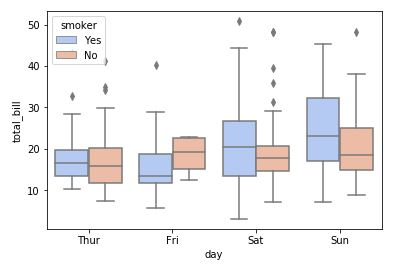 smoker
Yes
No
50
40
30
20
10
total_bill
Thur Fri Sat Sun
day